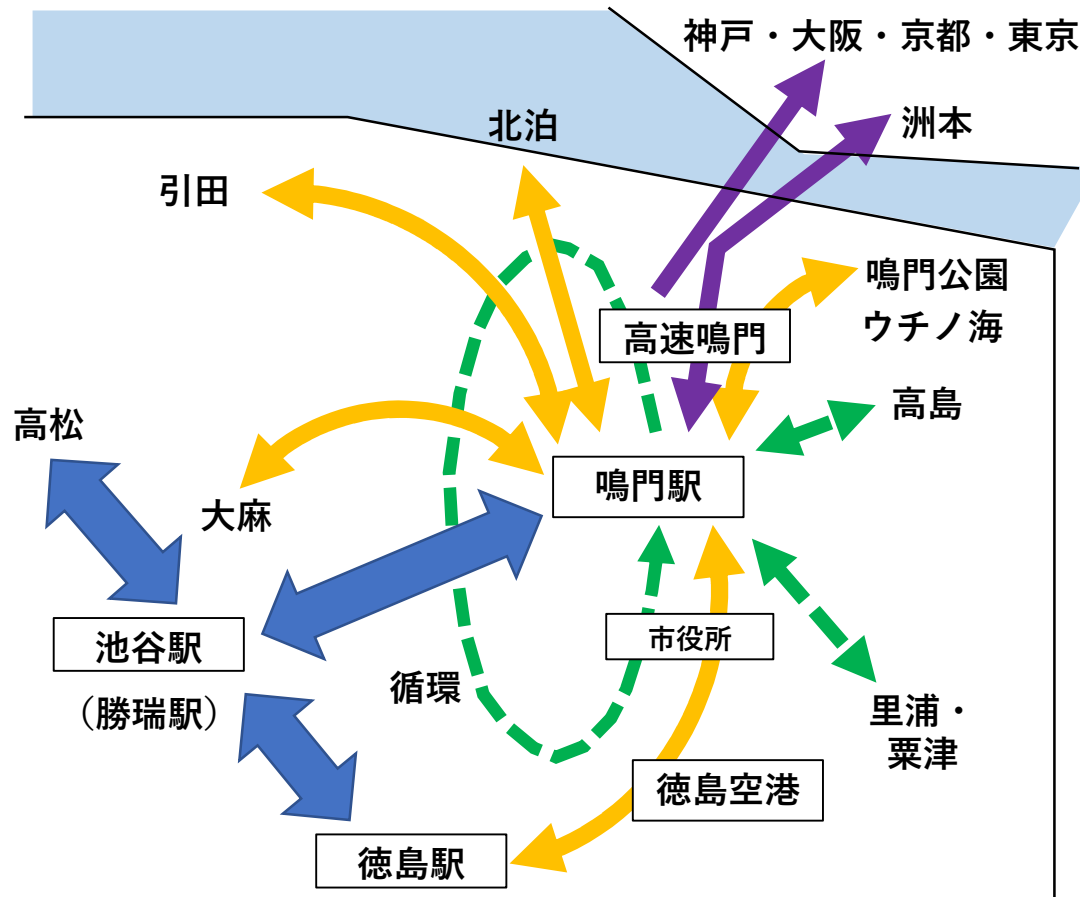 神戸・大阪・京都・東京
洲本
北泊
引田
鳴門公園
ウチノ海
高速鳴門
高島
高松
大麻
鳴門駅
池谷駅
（勝瑞駅）
市役所
循環
里浦・
粟津
徳島空港
徳島駅